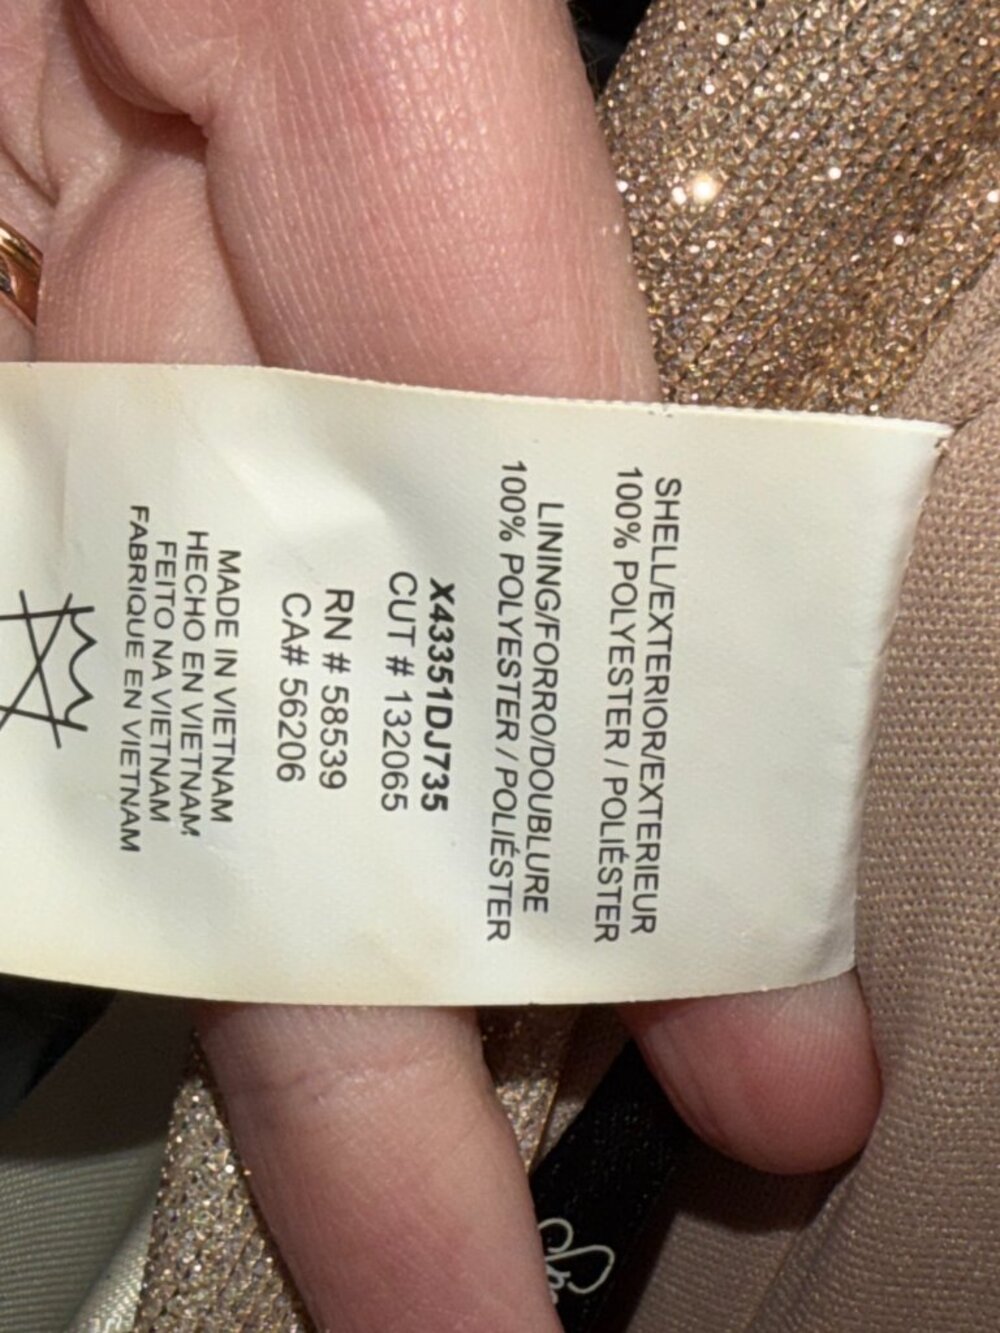 SHELL/EXTERIOR/EXTERIEUR
100% POLYESTER / POLIÉSTER
LINING/FORRO/DOUBLURE
100% POLYESTER / POLIÉSTER
X43351DJ735
CUT # 132065
RN # 58539
CA# 56206
MADE IN VIETNAM
HECHO EN VIETNAM
FEITO NA VIETNAM
FABRIQUE EN VIETNAM